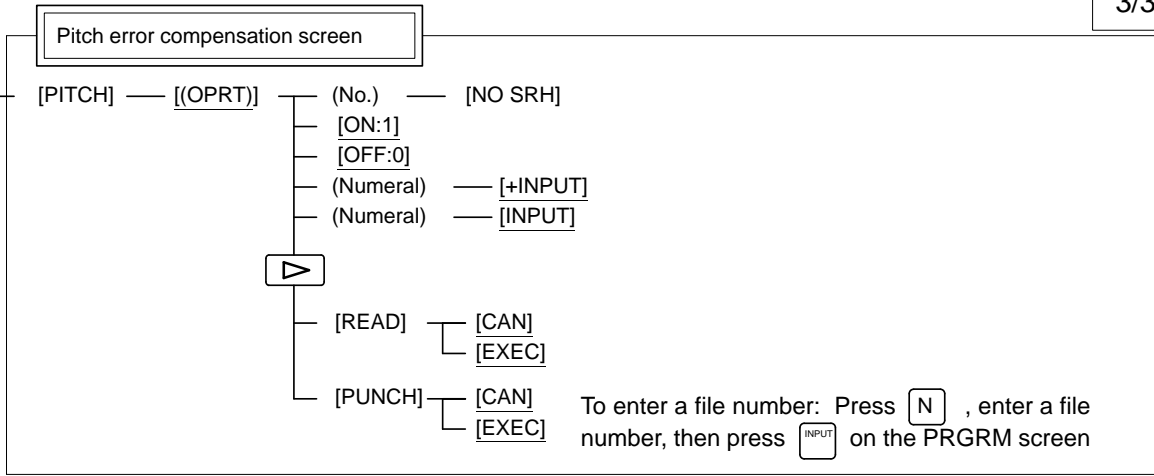 3/3
Pitch error compensation screen
[PITCH] [(OPRT)] (No.) [NO SRH]
[ON:1]
[OFF:0]
(Numeral) [+INPUT]
(Numeral) [INPUT]
[READ] [CAN]
[EXEC]
[PUNCH] [CAN]
[EXEC]
To enter a file number: Press N , enter a file
number, then press INPUT on the PRGRM screen